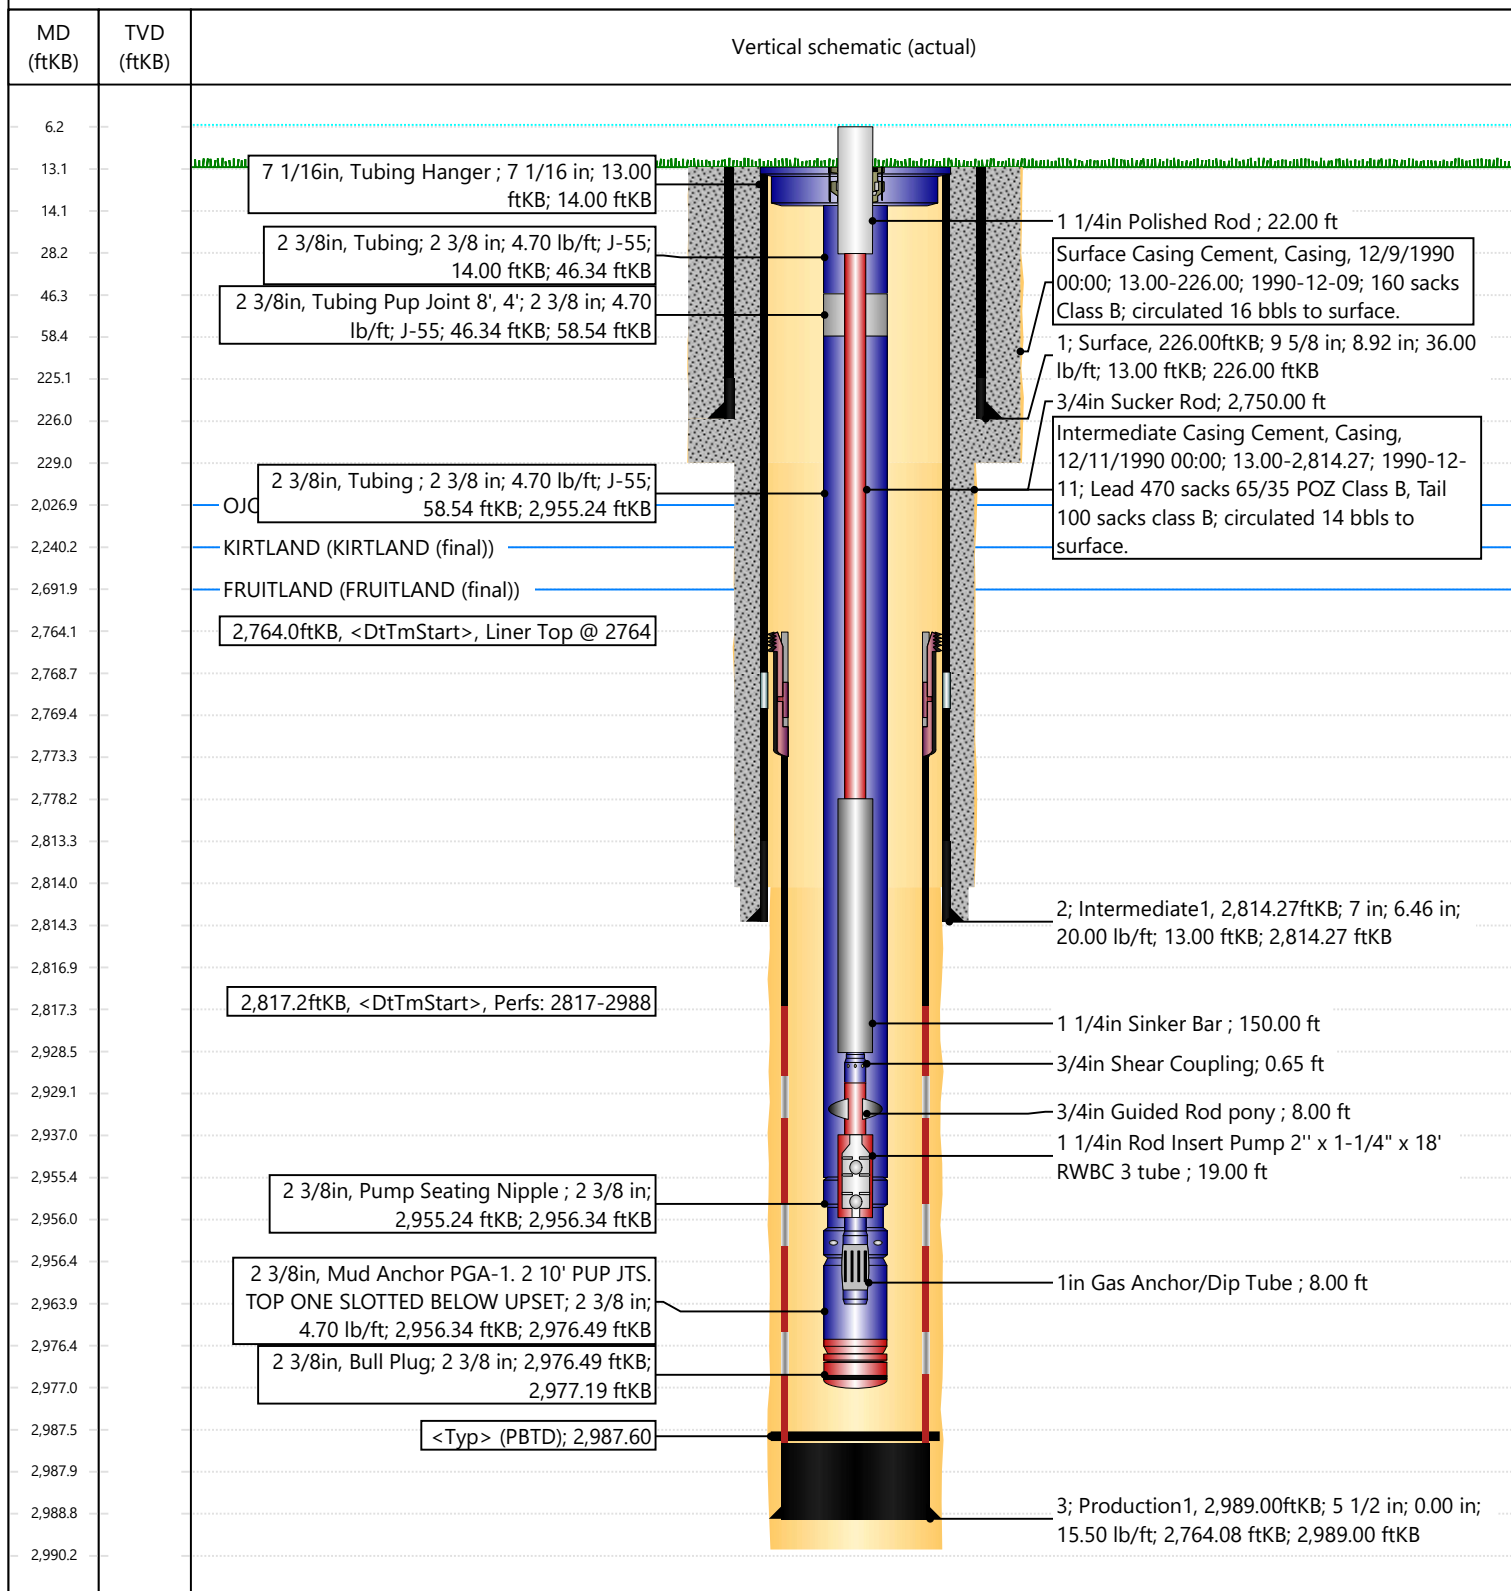 MD
(ftKB)
TVD
(ftKB)
Vertical schematic (actual)
6.2
13.1
14.1
28.2
46.3
58.4
225.1
226.0
229.0
2,026.9
2,240.2
2,691.9
2,764.1
2,768.7
2,769.4
2,773.3
2,778.2
2,813.3
2,814.0
2,814.3
2,816.9
2,817.3
2,928.5
2,929.1
2,937.0
2,955.4
2,956.0
2,956.4
2,963.9
2,976.4
2,977.0
2,987.5
2,987.9
2,988.8
2,990.2
7 1/16in, Tubing Hanger ; 7 1/16 in; 13.00
ftKB; 14.00 ftKB
2 3/8in, Tubing; 2 3/8 in; 4.70 lb/ft; J-55;
14.00 ftKB; 46.34 ftKB
2 3/8in, Tubing Pup Joint 8', 4'; 2 3/8 in; 4.70
lb/ft; J-55; 46.34 ftKB; 58.54 ftKB
2 3/8in, Tubing ; 2 3/8 in; 4.70 lb/ft; J-55;
58.54 ftKB; 2,955.24 ftKB
KIRTLAND (KIRTLAND (final))
FRUITLAND (FRUITLAND (final))
2,764.0ftKB, <DtTmStart>, Liner Top @ 2764
2,817.2ftKB, <DtTmStart>, Perfs: 2817-2988
2 3/8in, Pump Seating Nipple ; 2 3/8 in;
2,955.24 ftKB; 2,956.34 ftKB
2 3/8in, Mud Anchor PGA-1. 2 10' PUP JTS.
TOP ONE SLOTTED BELOW UPSET; 2 3/8 in;
4.70 lb/ft; 2,956.34 ftKB; 2,976.49 ftKB
2 3/8in, Bull Plug; 2 3/8 in; 2,976.49 ftKB;
2,977.19 ftKB
<Typ> (PBTD); 2,987.60
1 1/4in Polished Rod ; 22.00 ft
Surface Casing Cement, Casing, 12/9/1990
00:00; 13.00-226.00; 1990-12-09; 160 sacks
Class B; circulated 16 bbls to surface.
1; Surface, 226.00ftKB; 9 5/8 in; 8.92 in; 36.00
lb/ft; 13.00 ftKB; 226.00 ftKB
3/4in Sucker Rod; 2,750.00 ft
Intermediate Casing Cement, Casing,
12/11/1990 00:00; 13.00-2,814.27; 1990-12-
11; Lead 470 sacks 65/35 POZ Class B, Tail
100 sacks class B; circulated 14 bbls to
surface.
2; Intermediate1, 2,814.27ftKB; 7 in; 6.46 in;
20.00 lb/ft; 13.00 ftKB; 2,814.27 ftKB
1 1/4in Sinker Bar ; 150.00 ft
3/4in Shear Coupling; 0.65 ft
3/4in Guided Rod pony ; 8.00 ft
1 1/4in Rod Insert Pump 2'' x 1-1/4" x 18'
RWBC 3 tube ; 19.00 ft
1in Gas Anchor/Dip Tube ; 8.00 ft
3; Production1, 2,989.00ftKB; 5 1/2 in; 0.00 in;
15.50 lb/ft; 2,764.08 ftKB; 2,989.00 ftKB